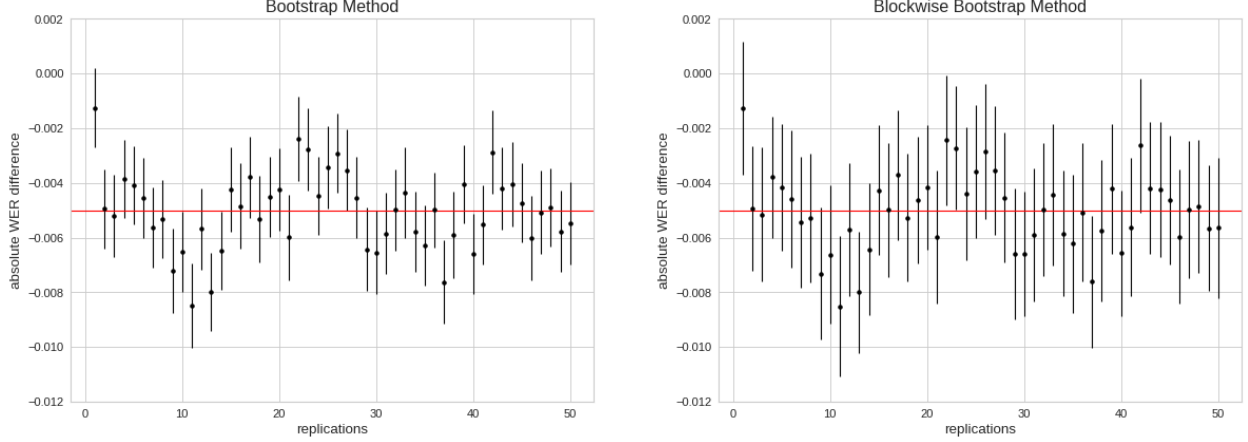 Bootstrap Method
absolute WER difference
0.002
0.000
−0.002
−0.004
−0.006
−0.008
−0.010
−0.012
0 10 20 30 40 50
replications
Blockwise Bootstrap Method
absolute WER difference
0.002
0.000
−0.002
−0.004
−0.006
−0.008
−0.010
−0.012
0 10 20 30 40 50
replications